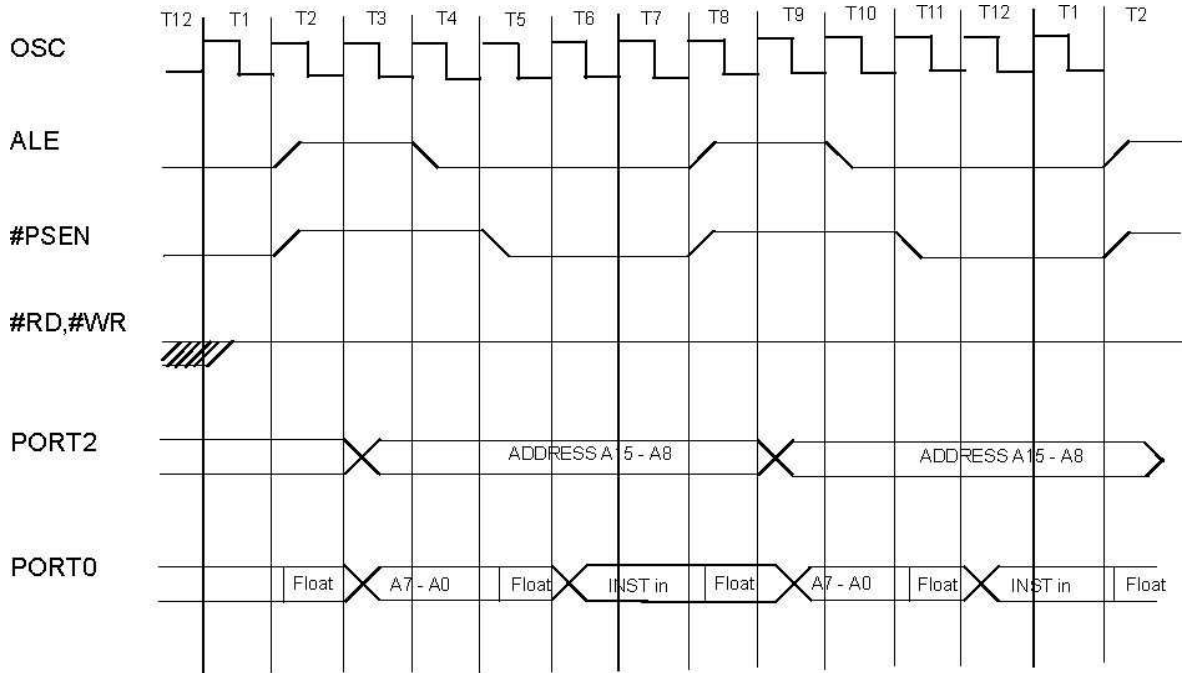 T12 T1 T2 T3 T4 T5 T6 T7 T8 T9 T10 T11 T12 T1 T2
OSC
ALE
#PSEN
#RD,#WR
PORT2 ADDRESS A15 - A8 ADDRESS A15 - A8
PORT0 Float A7 - A0 Float INST in Float A7 - A0 Float INST in Float